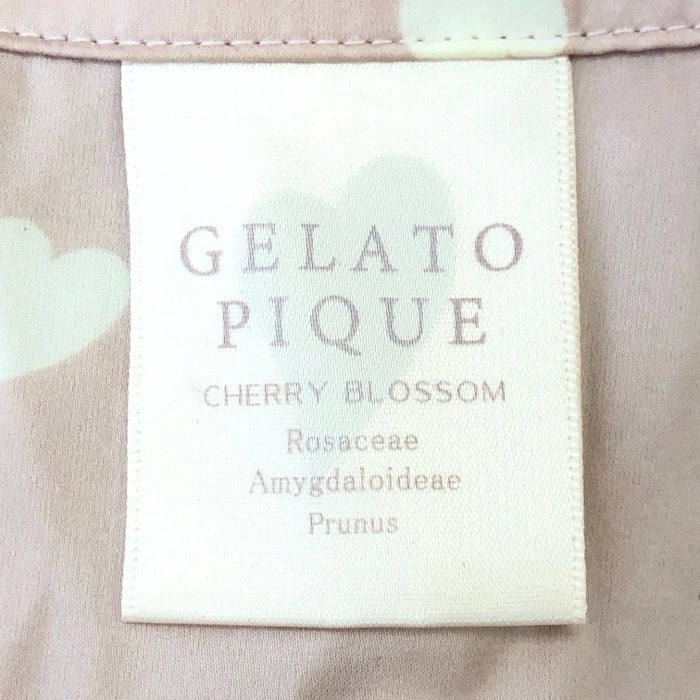 GELATO
PIQUE
CHERRY BLOSSOM
Rosaceae
Amygdaloideae
Prunus